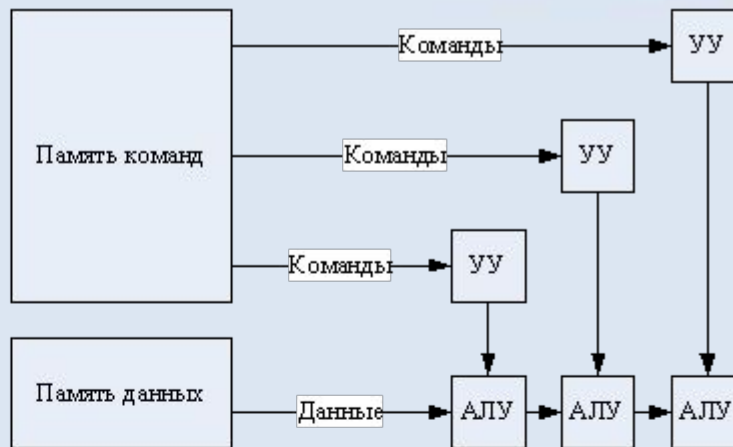 Команды
УУ
Память команд
Команды
УУ
Команды
УУ
Память данных
Данные
АЛУ
АЛУ
АЛУ